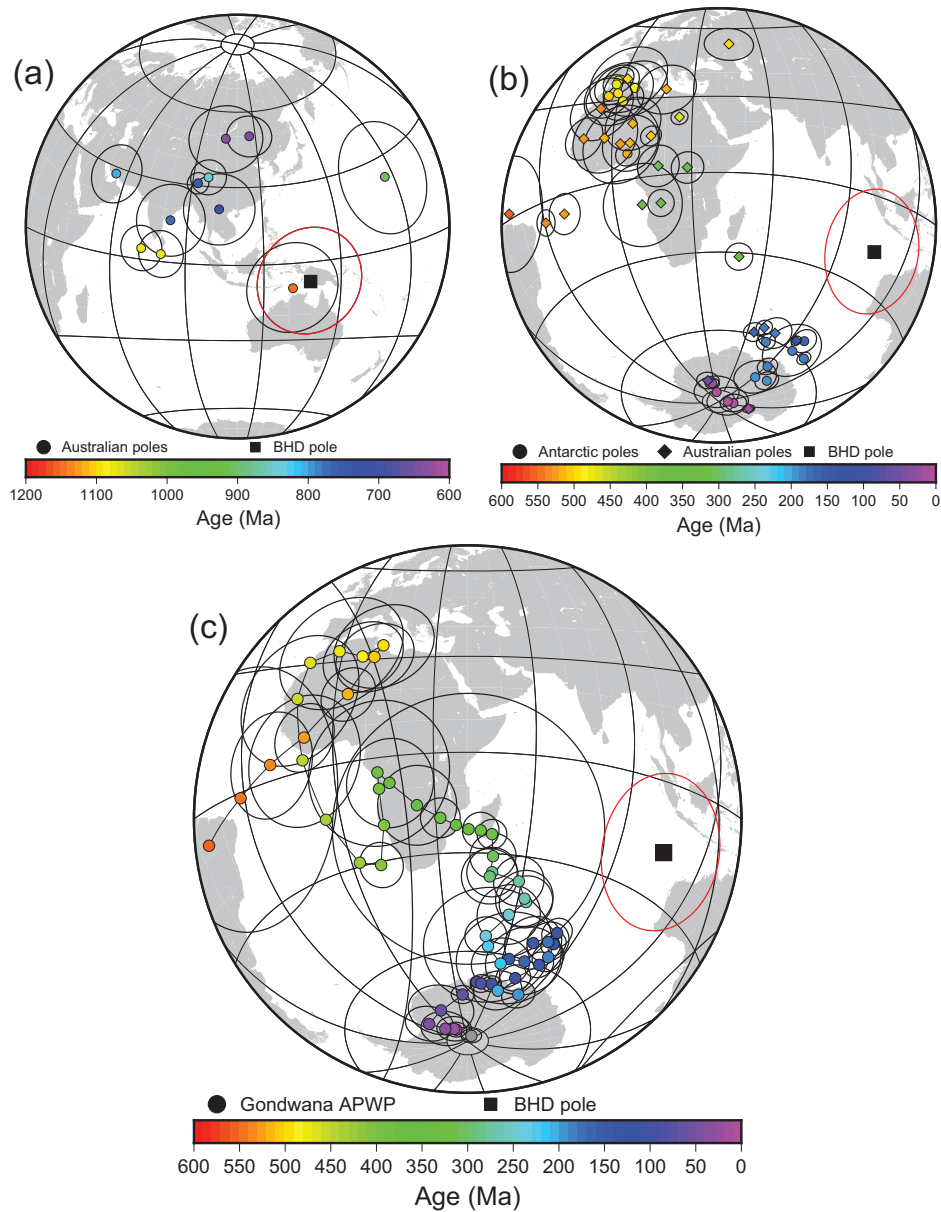 (a)
Australian poles BHD pole
1200 1100 1000 900 800 700 600
Age (Ma)
(b)
Antarctic poles Australian poles BHD pole
600 550 500 450 400 350 300 250 200 150 100 50 0
Age (Ma)
(c)
Gondwana APWP BHD pole
600 550 500 450 400 350 300 250 200 150 100 50 0
Age (Ma)